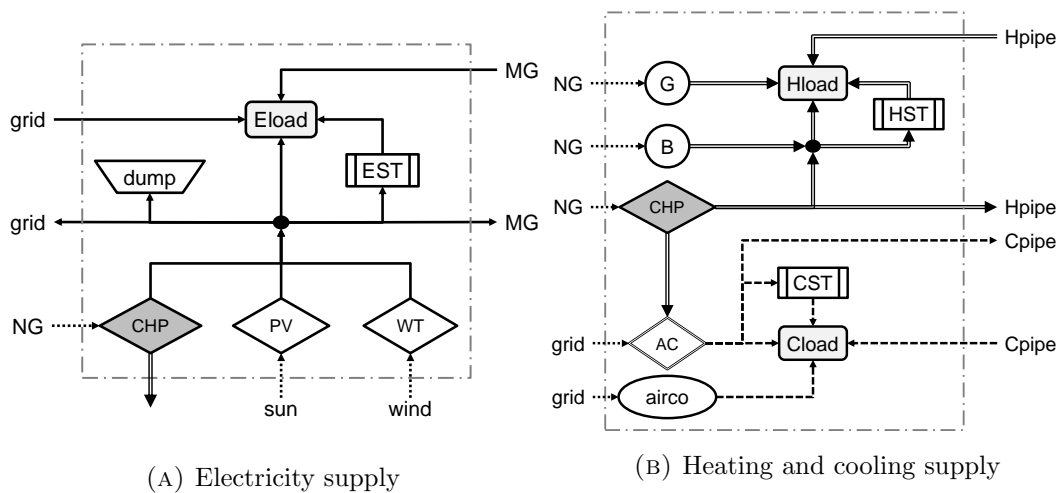 MG
grid
Eload
EST
dump
grid
MG
NG
CHP
PV
WT
sun
wind
(A) Electricity supply
Hpipe
NG
G
Hload
HST
NG
B
NG
CHP
Hpipe
Cpipe
CST
grid
AC
Cload
Cpipe
grid
airco
(B) Heating and cooling supply